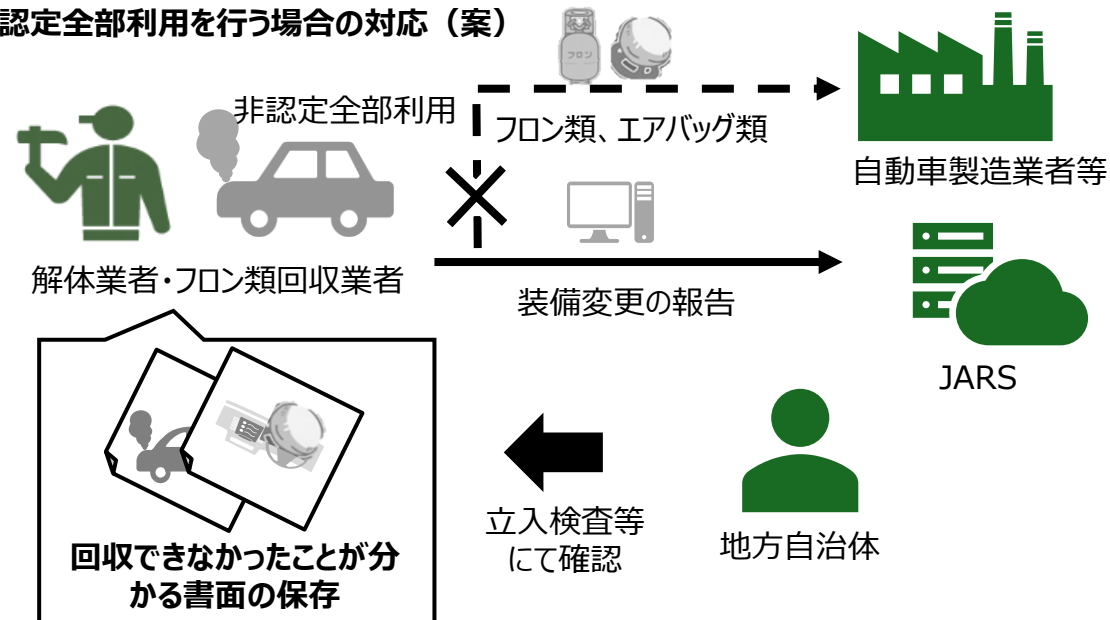 認定全部利用を行う場合の対応（案）
非認定全部利用
フロン
フロン類、エアバッグ類
自動車製造業者等
解体業者・フロン類回収業者
装備変更の報告
JARS
立入検査等
にて確認
地方自治体
回収できなかったことが分
かる書面の保存